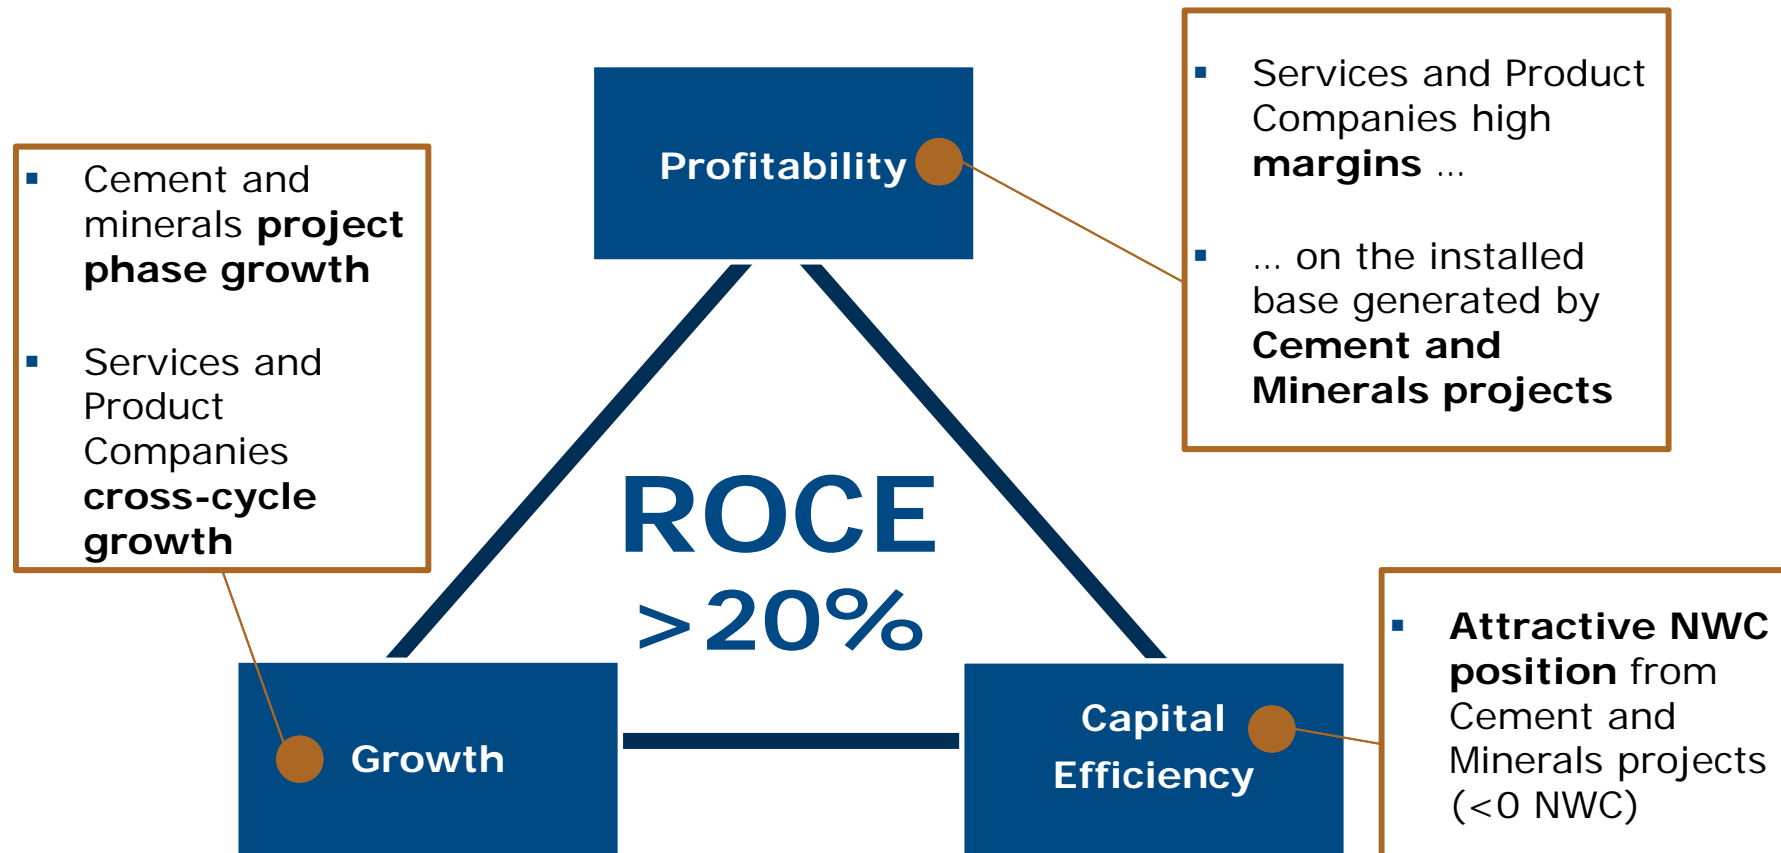 Profitability
▪ Services and Product
Companies high
margins ...
▪ ... on the installed
base generated by
Cement and
Minerals projects
▪ Cement and
minerals project
phase growth
▪ Services and
Product
Companies
cross-cycle
growth
ROCE
>20%
Growth
Capital
Efficiency
▪ Attractive NWC
position from
Cement and
Minerals projects
(<0 NWC)